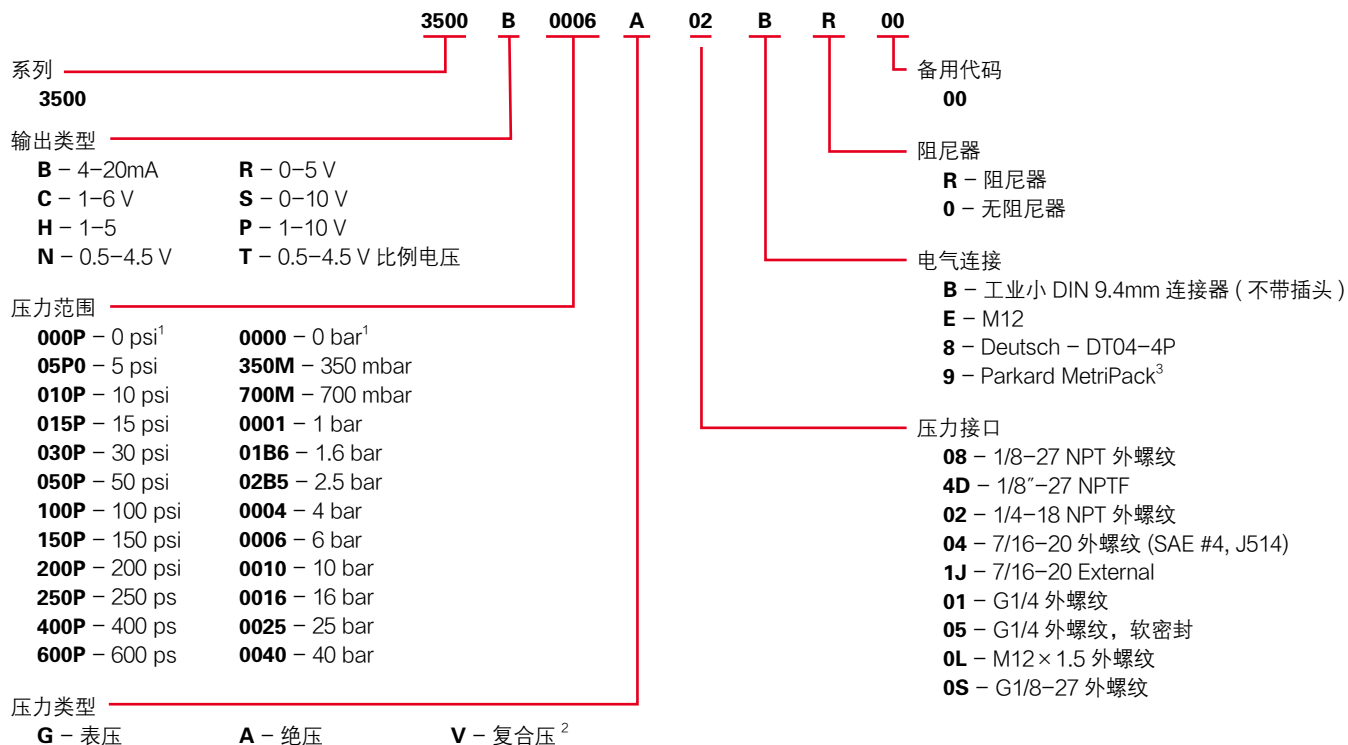 3500 B 0006 A 02 B R 00
系列
3500
输出类型
B – 4–20mA R – 0–5 V
C – 1–6 V S – 0–10 V
H – 1–5 P – 1–10 V
N – 0.5–4.5 V T – 0.5–4.5 V 比例电压
压力范围
000P – 0 psi¹ 0000 – 0 bar¹
05P0 – 5 psi 350M – 350 mbar
010P – 10 psi 700M – 700 mbar
015P – 15 psi 0001 – 1 bar
030P – 30 psi 01B6 – 1.6 bar
050P – 50 psi 02B5 – 2.5 bar
100P – 100 psi 0004 – 4 bar
150P – 150 psi 0006 – 6 bar
200P – 200 psi 0010 – 10 bar
250P – 250 ps 0016 – 16 bar
400P – 400 ps 0025 – 25 bar
600P – 600 ps 0040 – 40 bar
压力类型
G – 表压 A – 绝压 V – 复合压 ²
备用代码
00
阻尼器
R – 阻尼器
0 – 无阻尼器
电气连接
B – 工业小 DIN 9.4mm 连接器 ( 不带插头 )
E – M12
8 – Deutsch – DT04–4P
9 – Parkard MetriPack³
压力接口
08 – 1/8–27 NPT 外螺纹
4D – 1/8″–27 NPTF
02 – 1/4–18 NPT 外螺纹
04 – 7/16–20 外螺纹 (SAE #4, J514)
1J – 7/16–20 External
01 – G1/4 外螺纹
05 – G1/4 外螺纹，软密封
0L – M12×1.5 外螺纹
0S – G1/8–27 外螺纹